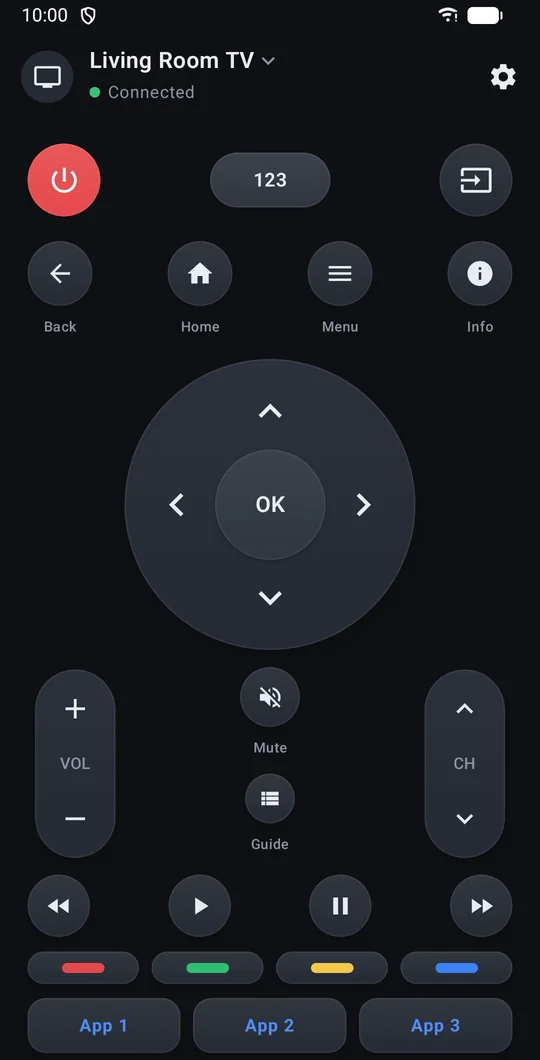 10:00
Living Room TV
Connected
123
Back Home Menu Info
OK
VOL
Mute
CH
Guide
App 1 App 2 App 3